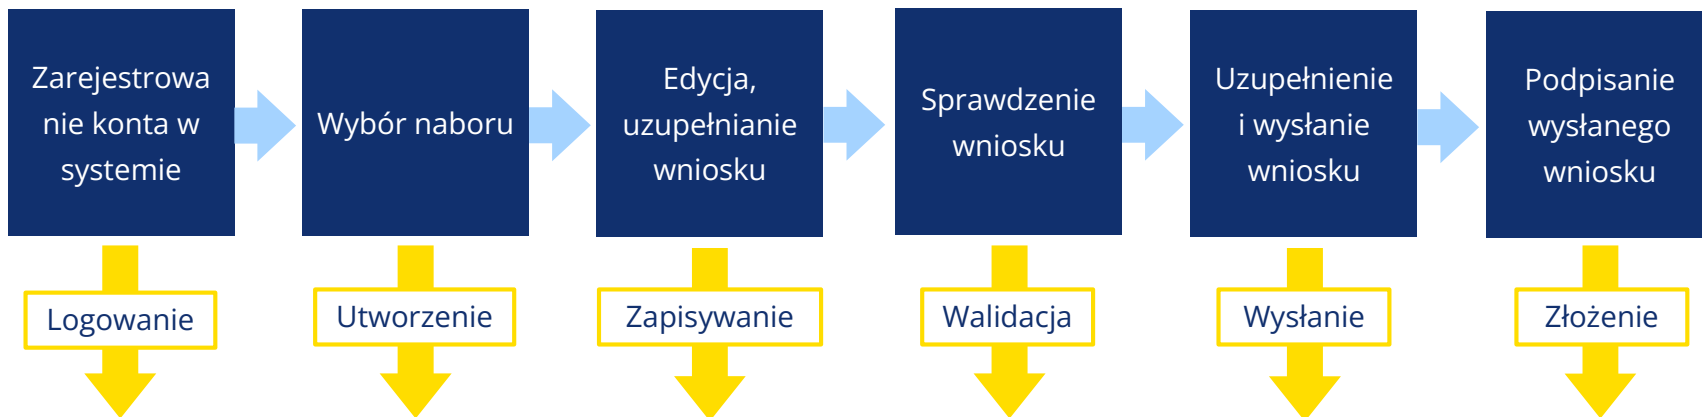 Zarejestrowa
nie konta w
systemie
Wybór naboru
Edycja,
uzupełnianie
wniosku
Sprawdzenie
wniosku
Uzupełnienie
i wysłanie
wniosku
Podpisanie
wysłanego
wniosku
Logowanie
Utworzenie
Zapisywanie
Walidacja
Wysłanie
Złożenie